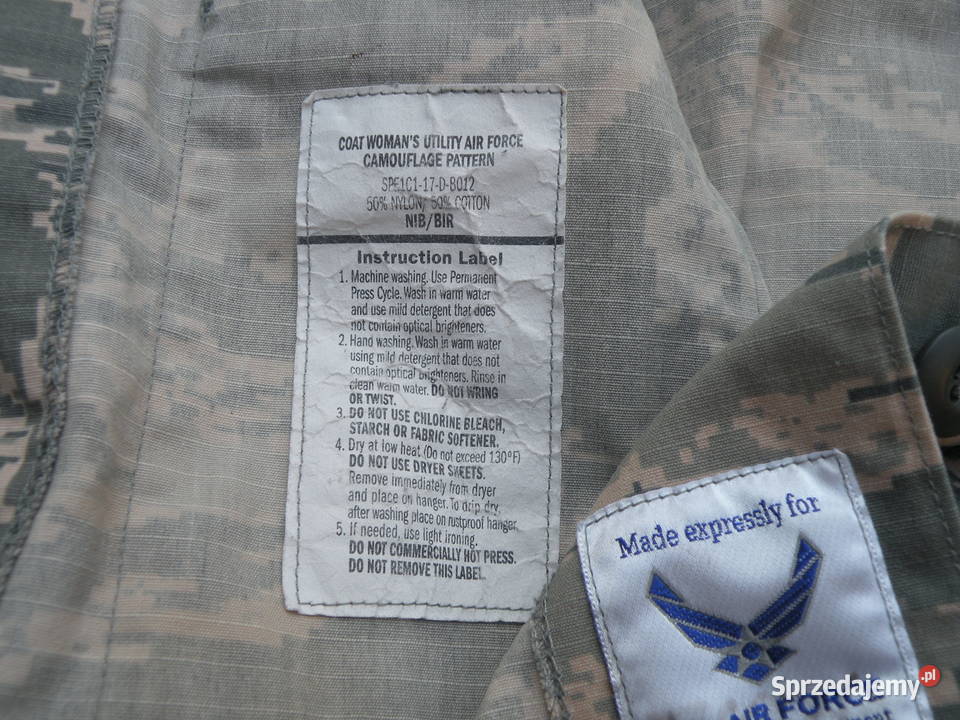 COAT WOMAN'S UTILITY AIR FORCE
CAMOUFLAGE PATTERN
SPE1C1-17-D-B012
50% NYLON, 50% COTTON
NIB/BIR
Instruction Label
1. Machine washing. Use Permanent
Press Cycle. Wash in warm water
and use mild detergent that does
not contain optical brighteners.
2. Hand washing. Wash in warm water
using mild detergent that does not
contain optical brighteners. Rinse in
clean warm water. DO NOT WRING
OR TWIST.
3. DO NOT USE CHLORINE BLEACH,
STARCH OR FABRIC SOFTENER.
4. Dry at low heat (Do not exceed 130°F)
DO NOT USE DRYER SHEETS.
Remove immediately from dryer
and place on hanger. To drip dry,
after washing place on rustproof hanger.
5. If needed, use light ironing.
DO NOT COMMERCIALLY HOT PRESS.
DO NOT REMOVE THIS LABEL.
Made expressly for
AIR FORCE
Sprzedajemy.pl